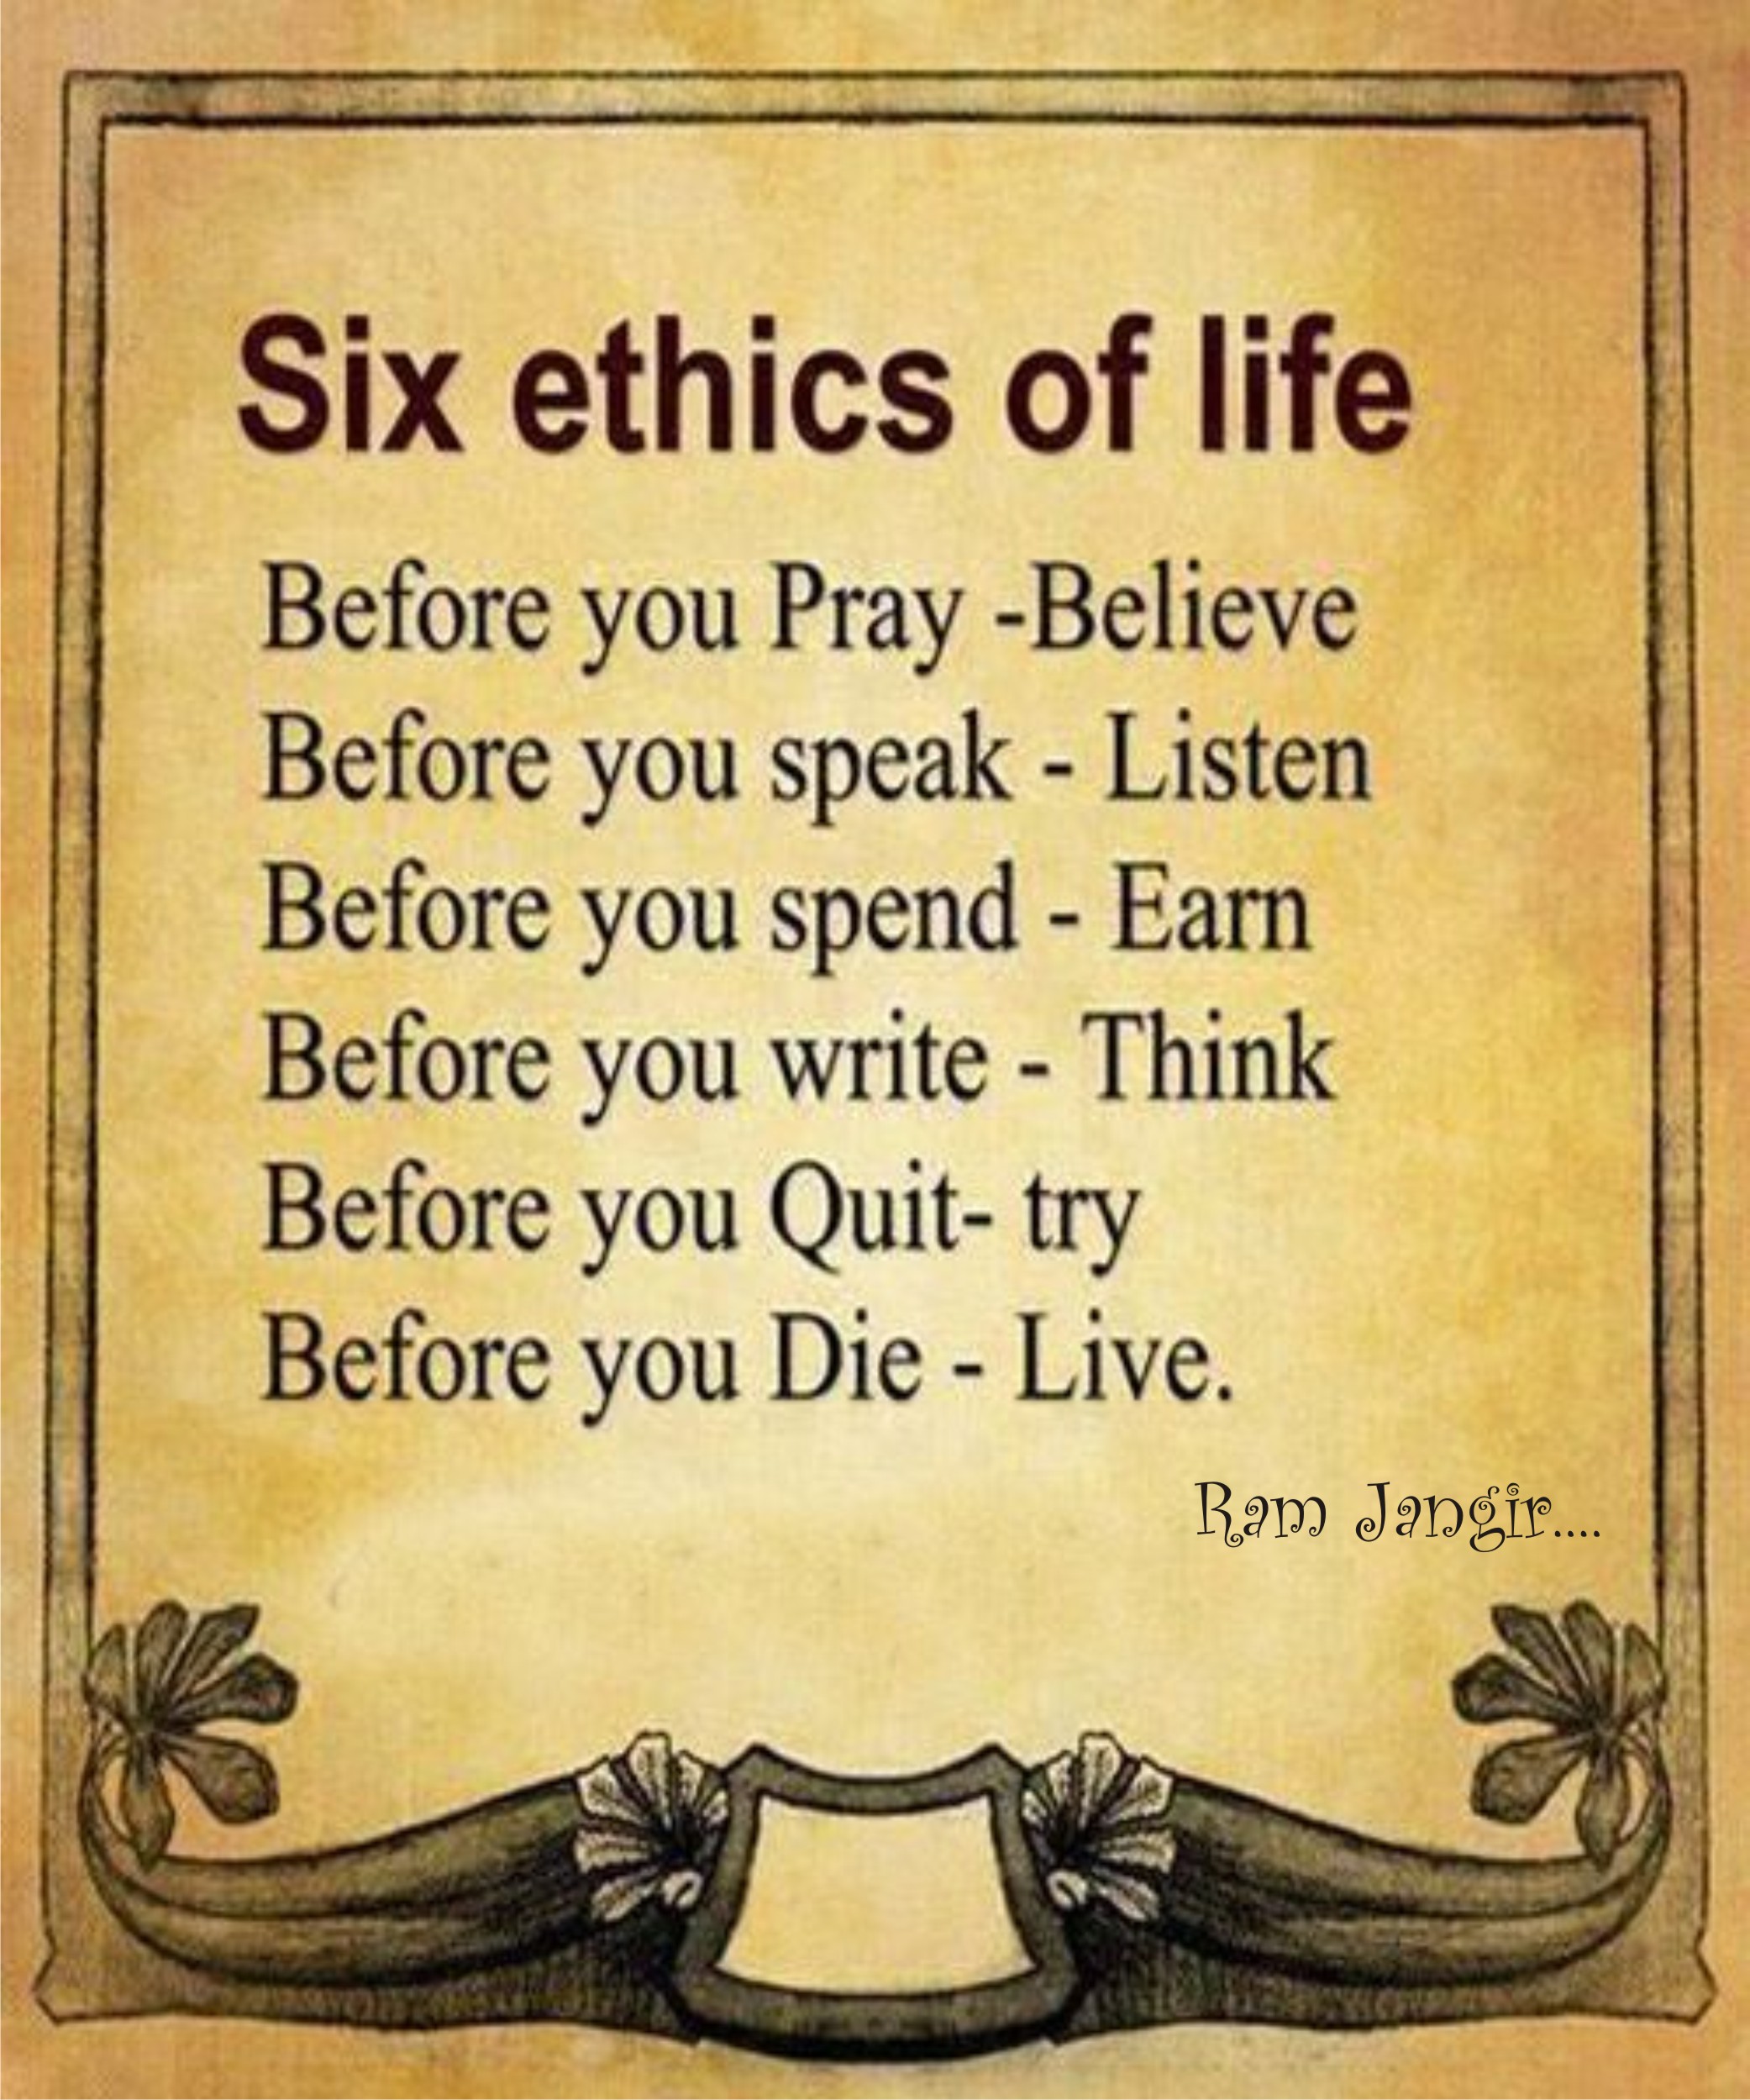 Six ethics of life
Before you Pray -Believe
Before you speak - Listen
Before you spend - Earn
Before you write - Think
Before you Quit- try
Before you Die - Live.
Ram Jangir....